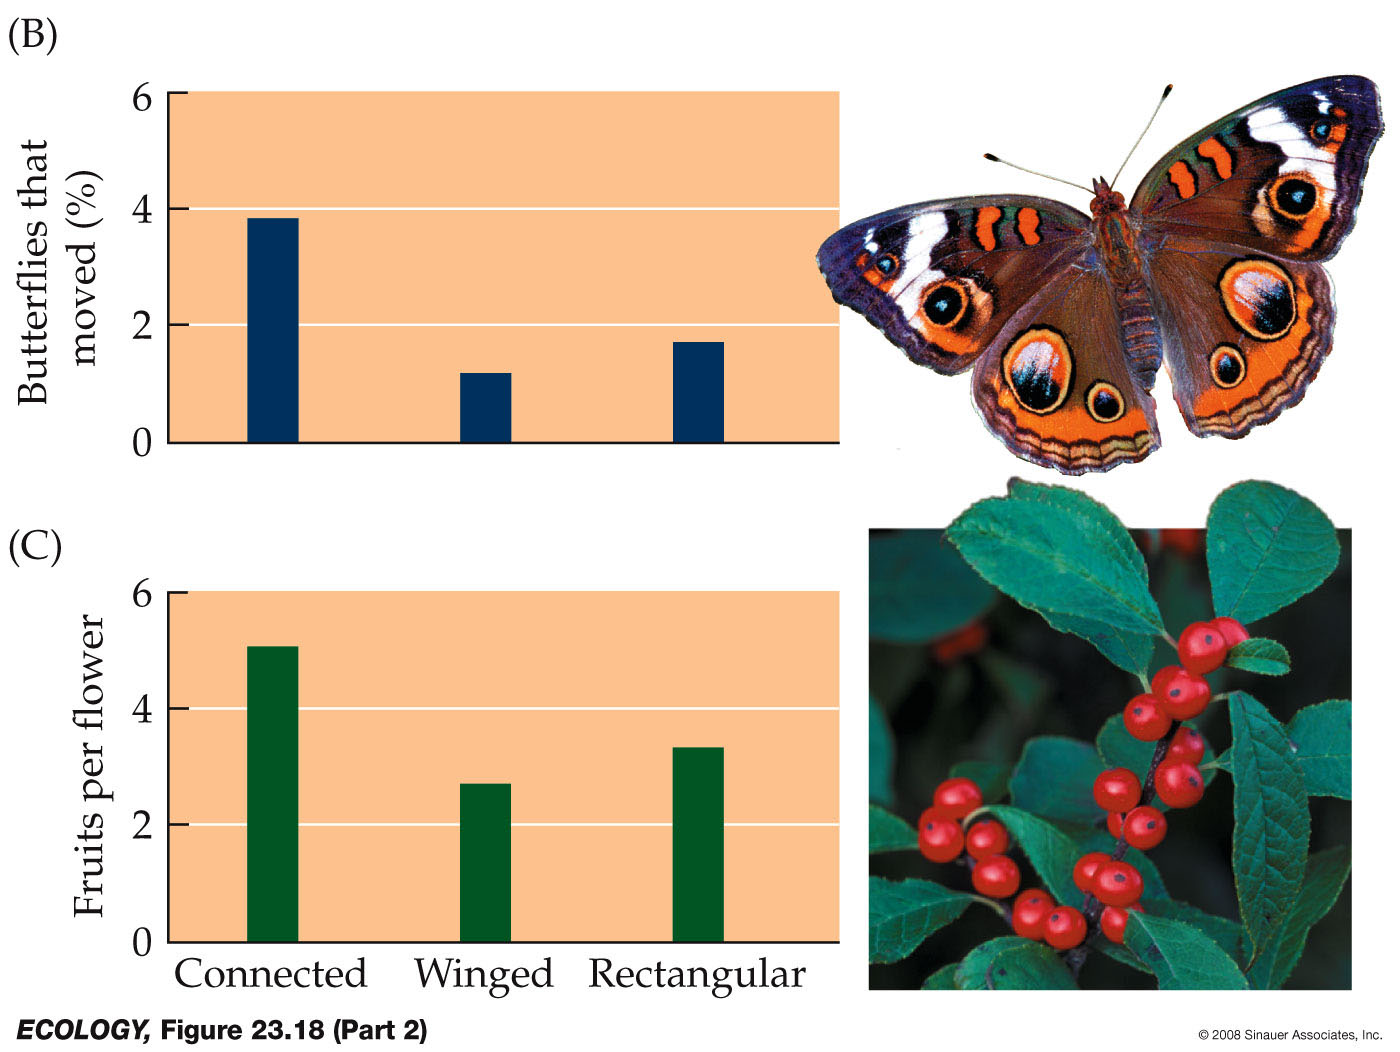 (B)
6
4
2
0
Butterflies that
moved (%)
(C)
6
4
2
0
Fruits per flower
Connected Winged Rectangular
ECOLOGY, Figure 23.18 (Part 2)
© 2008 Sinauer Associates, Inc.